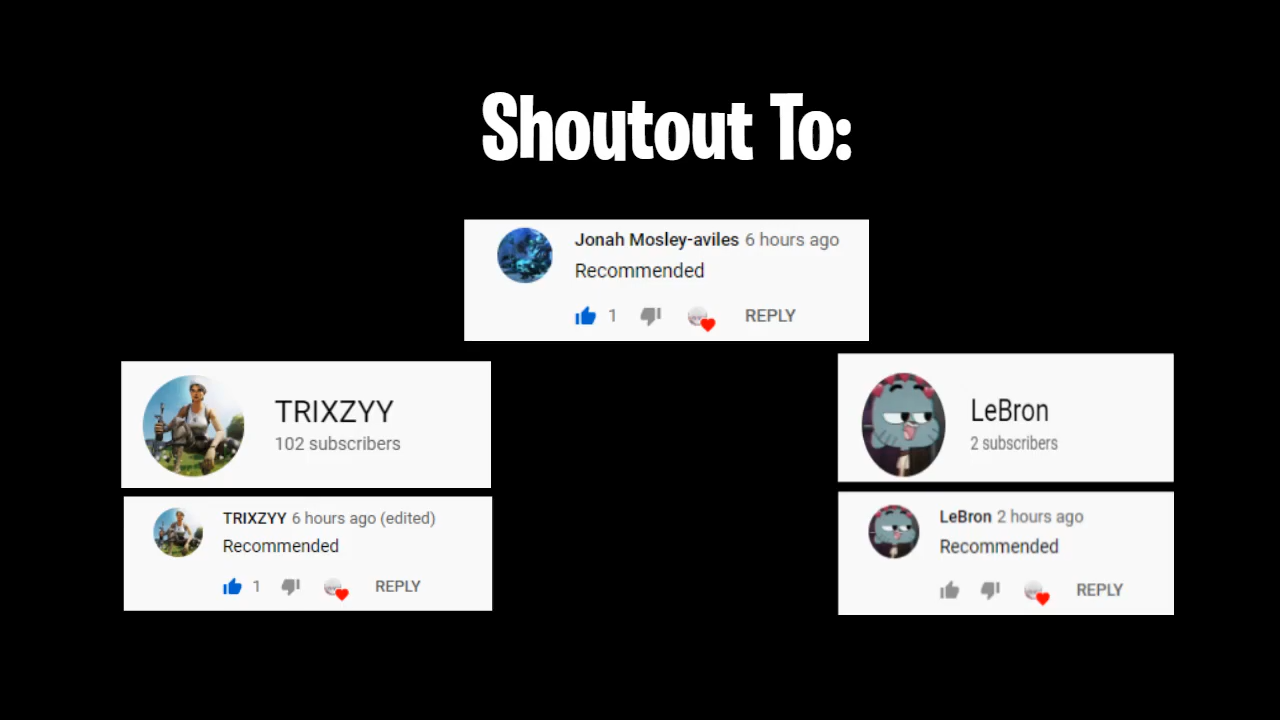 Shoutout To:
Jonah Mosley-aviles 6 hours ago
Recommended
1 REPLY
TRIXZYY
102 subscribers
TRIXZYY 6 hours ago (edited)
Recommended
1 REPLY
LeBron
2 subscribers
LeBron 2 hours ago
Recommended
REPLY